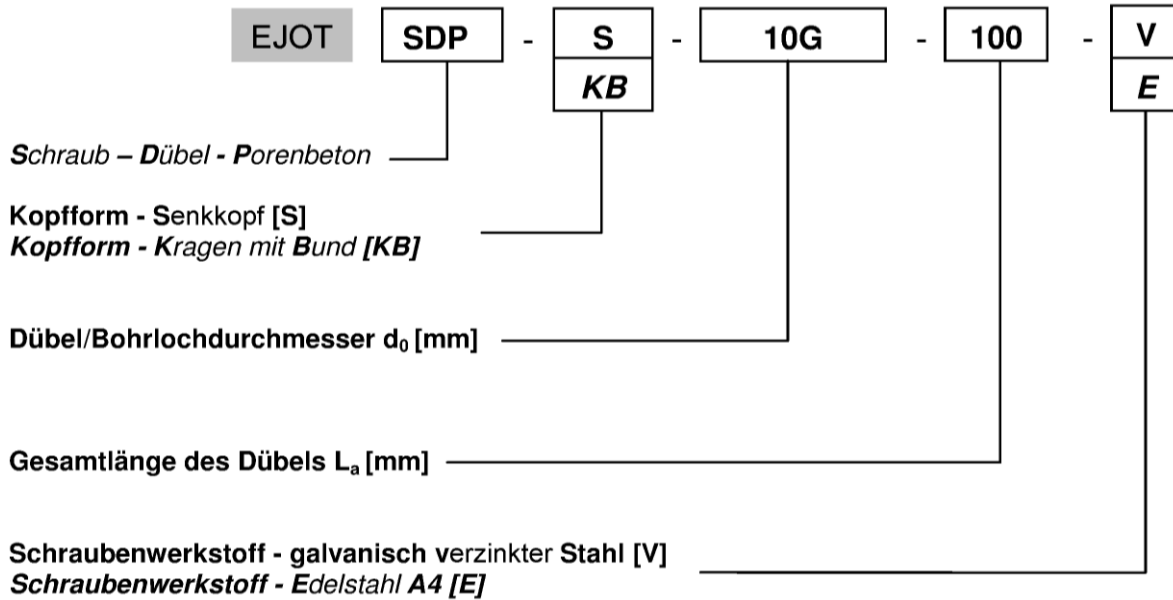 EJOT SDP - S - 10G - 100 - V
KB E
Schraub – Dübel - Porenbeton
Kopfform - Senkkopf [S]
Kopfform - Kragen mit Bund [KB]
Dübel/Bohrlochdurchmesser d₀ [mm]
Gesamtlänge des Dübels Lₐ [mm]
Schraubenwerkstoff - galvanisch verzinkter Stahl [V]
Schraubenwerkstoff - Edelstahl A4 [E]